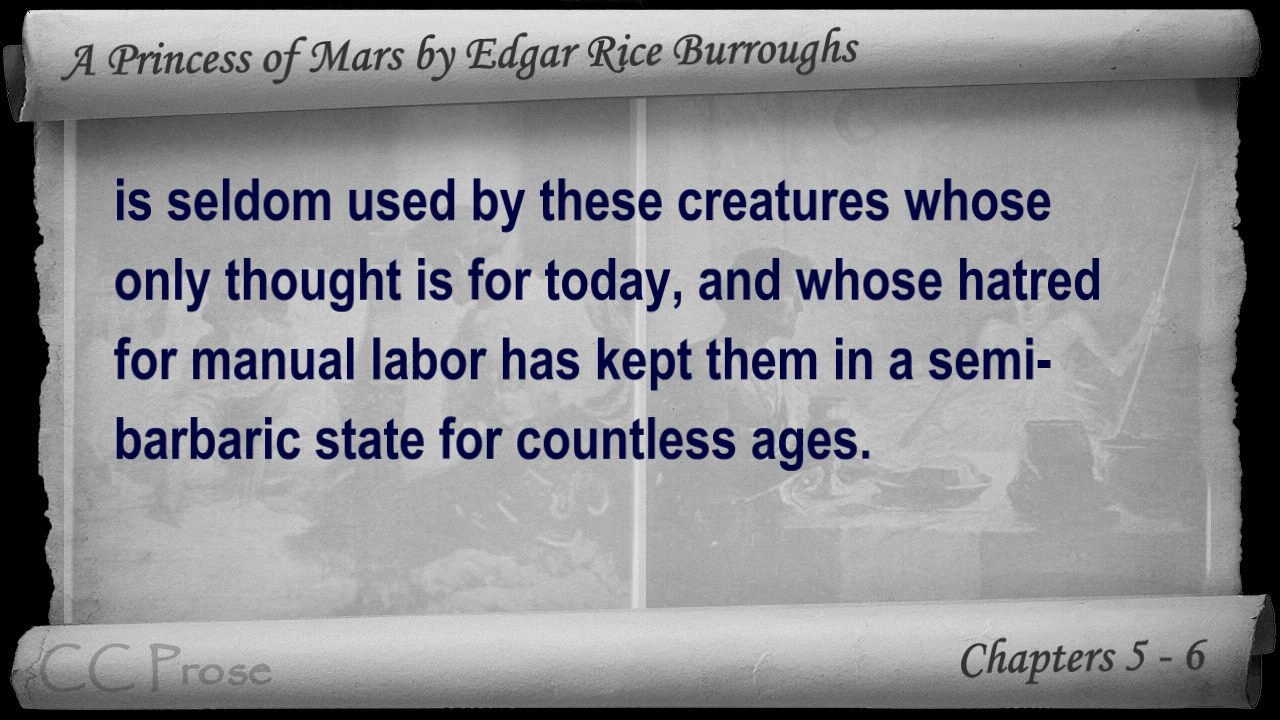 A Princess of Mars by Edgar Rice Burroughs
is seldom used by these creatures whose
only thought is for today, and whose hatred
for manual labor has kept them in a semi-
barbaric state for countless ages.
CC Prose
Chapters 5 - 6